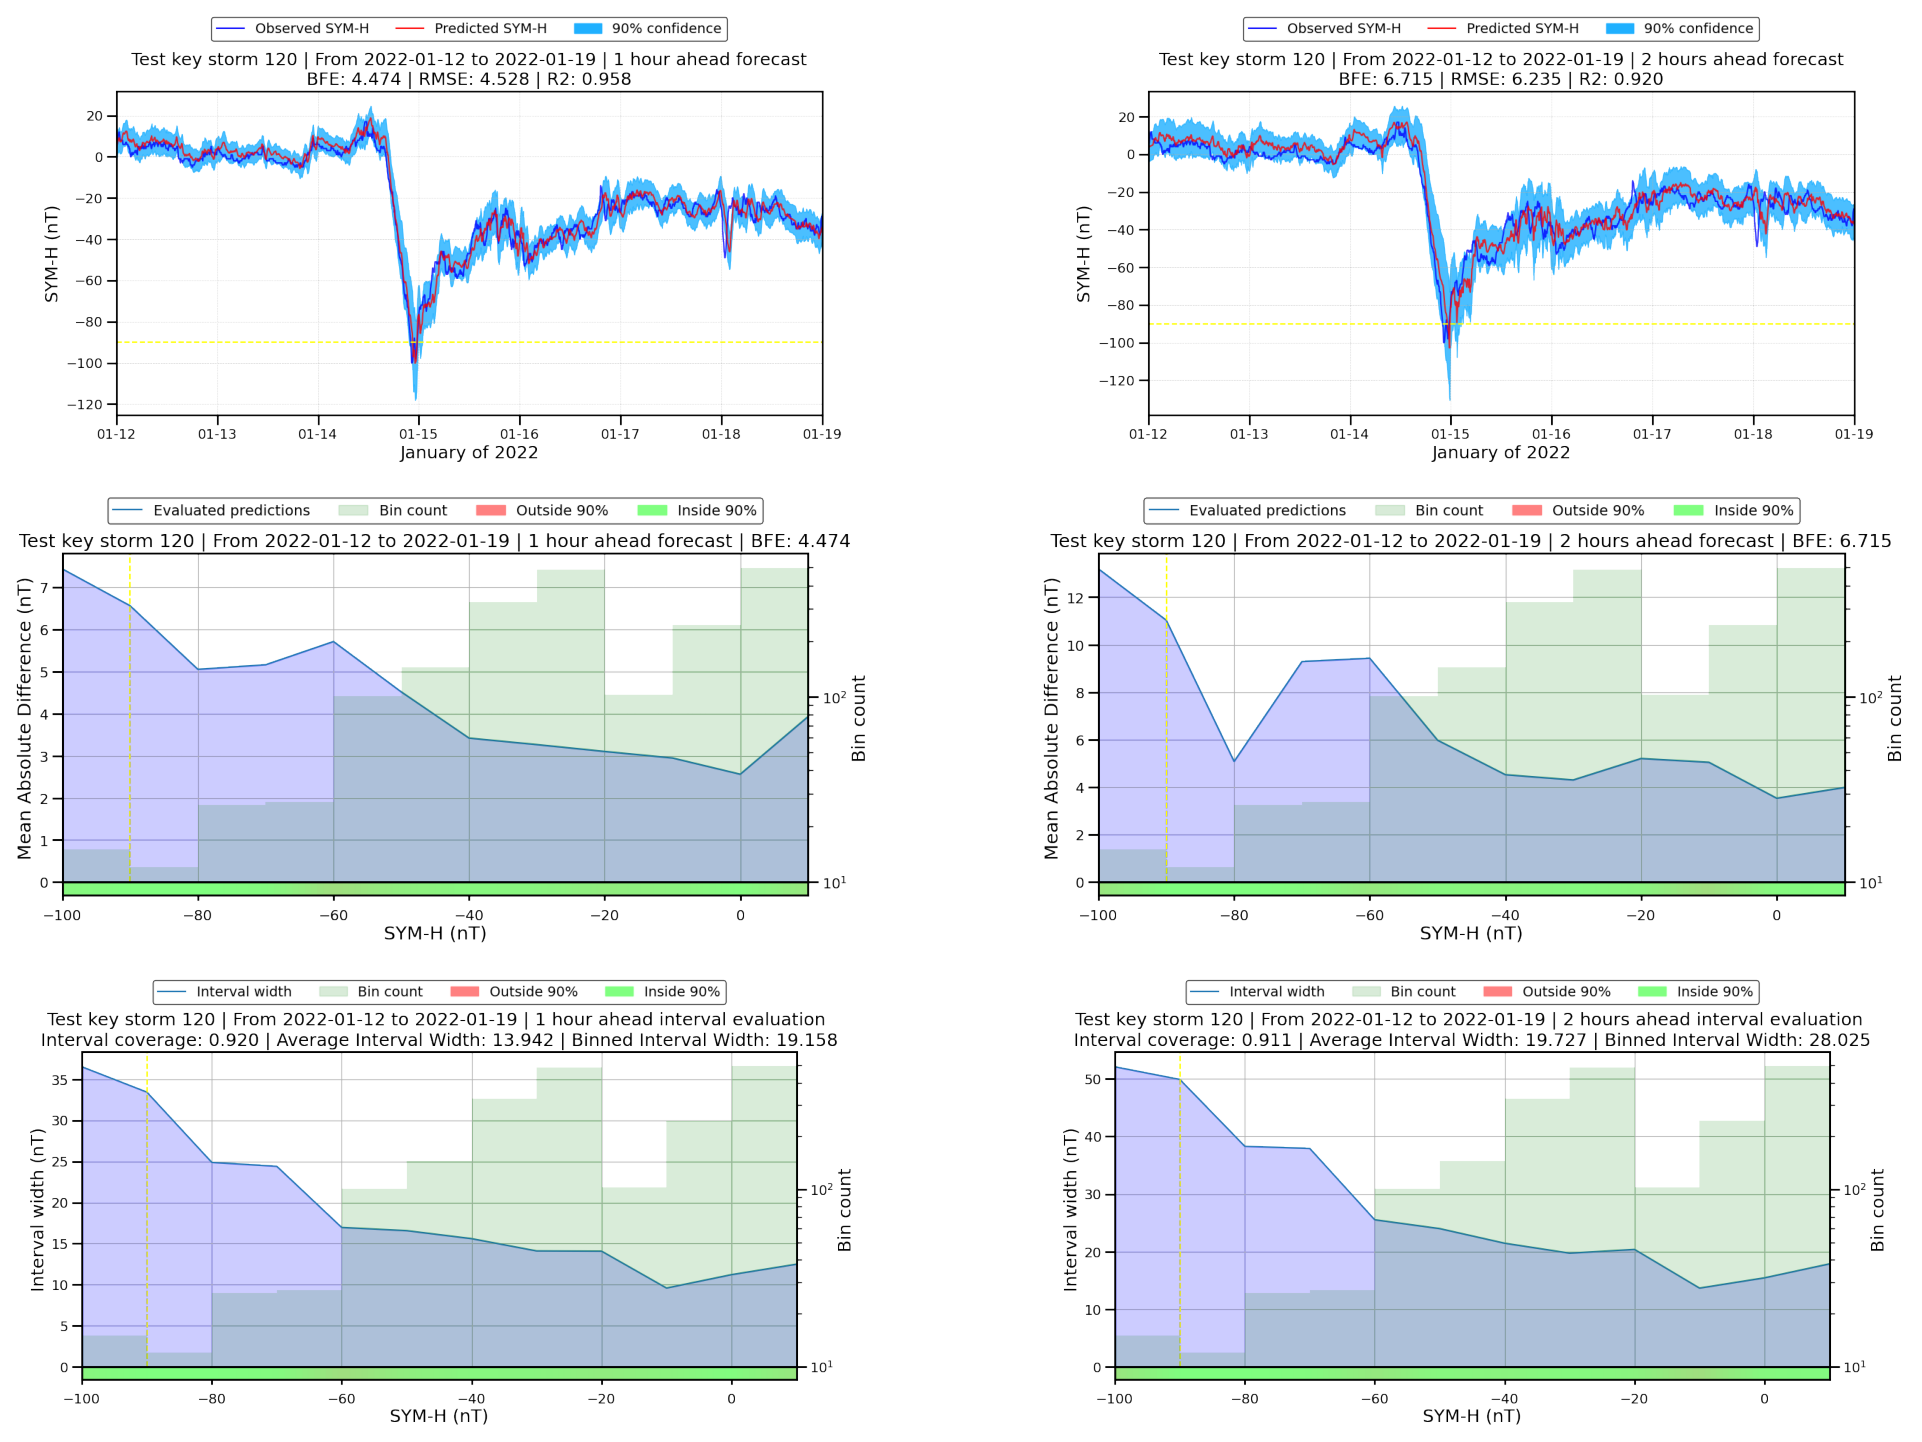 Observed SYM-H Predicted SYM-H 90% confidence
Test key storm 120 | From 2022-01-12 to 2022-01-19 | 1 hour ahead forecast
BFE: 4.474 | RMSE: 4.528 | R2: 0.958
SYM-H (nT)
20
0
−20
−40
−60
−80
−100
−120
01-12 01-13 01-14 01-15 01-16 01-17 01-18 01-19
January of 2022
Observed SYM-H Predicted SYM-H 90% confidence
Test key storm 120 | From 2022-01-12 to 2022-01-19 | 2 hours ahead forecast
BFE: 6.715 | RMSE: 6.235 | R2: 0.920
SYM-H (nT)
20
0
−20
−40
−60
−80
−100
−120
01-12 01-13 01-14 01-15 01-16 01-17 01-18 01-19
January of 2022
Evaluated predictions Bin count Outside 90% Inside 90%
Test key storm 120 | From 2022-01-12 to 2022-01-19 | 1 hour ahead forecast | BFE: 4.474
Mean Absolute Difference (nT)
7
6
5
4
3
2
1
0
10²
10¹
Bin count
−100 −80 −60 −40 −20 0
SYM-H (nT)
Evaluated predictions Bin count Outside 90% Inside 90%
Test key storm 120 | From 2022-01-12 to 2022-01-19 | 2 hours ahead forecast | BFE: 6.715
Mean Absolute Difference (nT)
12
10
8
6
4
2
0
10²
10¹
Bin count
−100 −80 −60 −40 −20 0
SYM-H (nT)
Interval width Bin count Outside 90% Inside 90%
Test key storm 120 | From 2022-01-12 to 2022-01-19 | 1 hour ahead interval evaluation
Interval coverage: 0.920 | Average Interval Width: 13.942 | Binned Interval Width: 19.158
Interval width (nT)
35
30
25
20
15
10
5
0
10²
10¹
Bin count
−100 −80 −60 −40 −20 0
SYM-H (nT)
Interval width Bin count Outside 90% Inside 90%
Test key storm 120 | From 2022-01-12 to 2022-01-19 | 2 hours ahead interval evaluation
Interval coverage: 0.911 | Average Interval Width: 19.727 | Binned Interval Width: 28.025
Interval width (nT)
50
40
30
20
10
0
10²
10¹
Bin count
−100 −80 −60 −40 −20 0
SYM-H (nT)